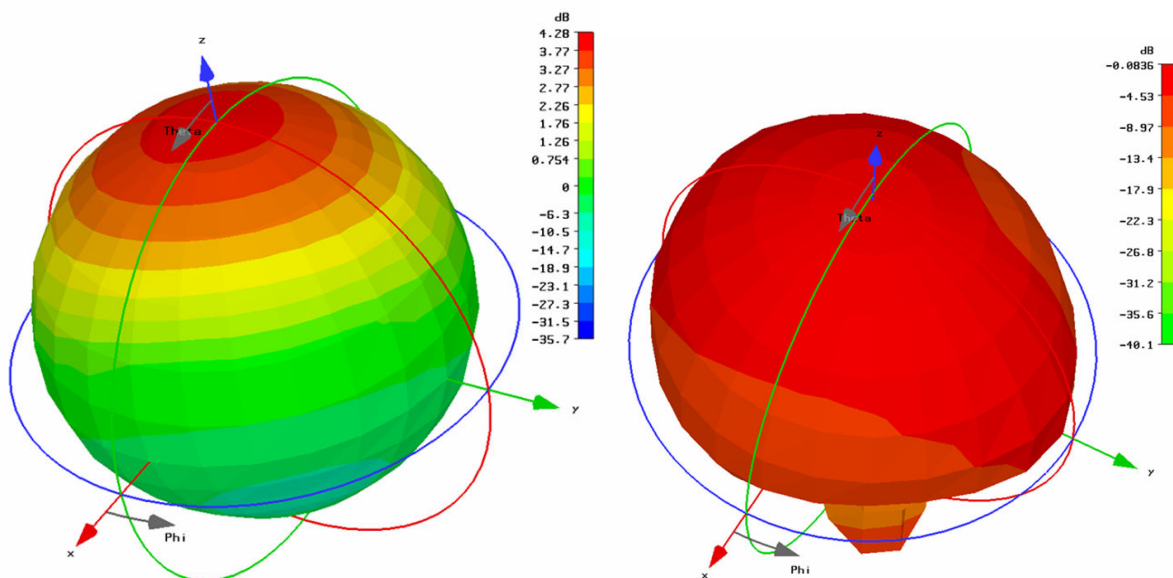 dB
4.28
3.77
3.27
2.77
2.26
1.76
1.26
0.754
0
-6.3
-10.5
-14.7
-18.9
-23.1
-27.3
-31.5
-35.7
z
Theta
y
x
Phi
dB
-0.0836
-4.53
-8.97
-13.4
-17.9
-22.3
-26.8
-31.2
-35.6
-40.1
z
Theta
y
x
Phi